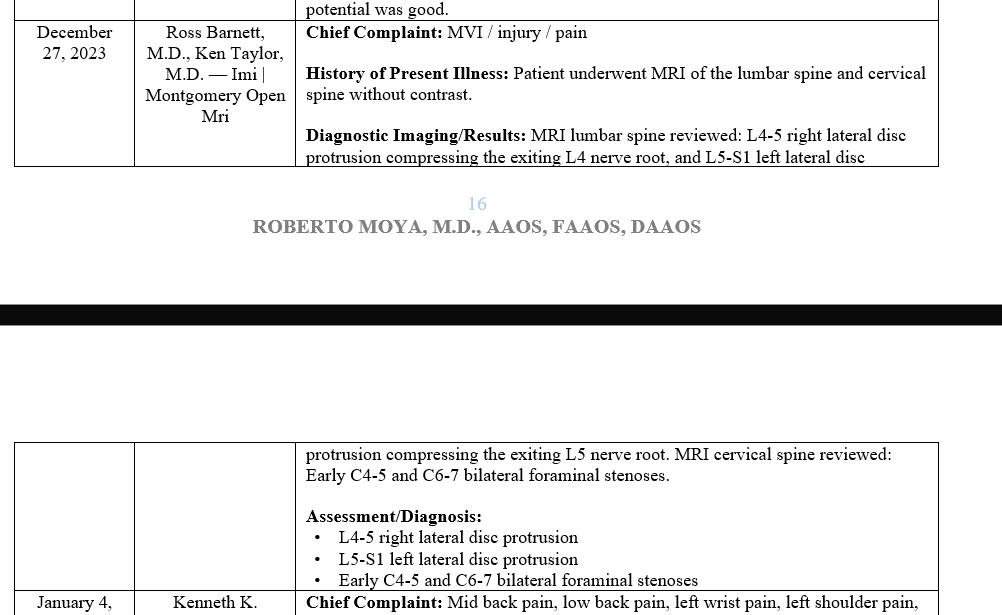 potential was good.
December
27, 2023
Ross Barnett,
M.D., Ken Taylor,
M.D. — Imi |
Montgomery Open
Mri
Chief Complaint: MVI / injury / pain
History of Present Illness: Patient underwent MRI of the lumbar spine and cervical
spine without contrast.
Diagnostic Imaging/Results: MRI lumbar spine reviewed: L4-5 right lateral disc
protrusion compressing the exiting L4 nerve root, and L5-S1 left lateral disc
16
ROBERTO MOYA, M.D., AAOS, FAAOS, DAAOS
protrusion compressing the exiting L5 nerve root. MRI cervical spine reviewed:
Early C4-5 and C6-7 bilateral foraminal stenoses.
Assessment/Diagnosis:
• L4-5 right lateral disc protrusion
• L5-S1 left lateral disc protrusion
• Early C4-5 and C6-7 bilateral foraminal stenoses
January 4,
Kenneth K.
Chief Complaint: Mid back pain, low back pain, left wrist pain, left shoulder pain,